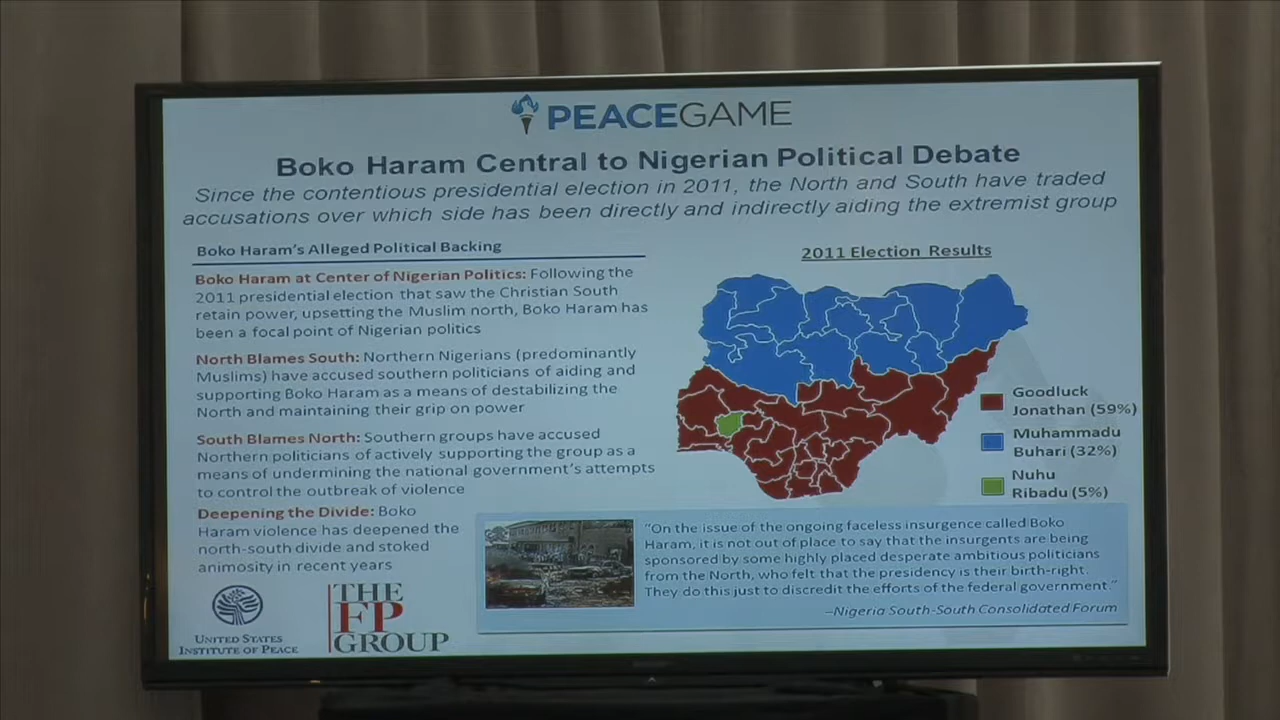 PEACEGAME
Boko Haram Central to Nigerian Political Debate
Since the contentious presidential election in 2011, the North and South have traded
accusations over which side has been directly and indirectly aiding the extremist group
Boko Haram's Alleged Political Backing
Boko Haram at Center of Nigerian Politics: Following the
2011 presidential election that saw the Christian South
retain power, upsetting the Muslim north, Boko Haram has
been a focal point of Nigerian politics
North Blames South: Northern Nigerians (predominantly
Muslims) have accused southern politicians of aiding and
supporting Boko Haram as a means of destabilizing the
North and maintaining their grip on power
South Blames North: Southern groups have accused
Northern politicians of actively supporting the group as a
means of undermining the national government's attempts
to control the outbreak of violence
Deepening the Divide: Boko
Haram violence has deepened the
north-south divide and stoked
animosity in recent years
2011 Election Results
Goodluck
Jonathan (59%)
Muhammadu
Buhari (32%)
Nuhu
Ribadu (5%)
"On the issue of the ongoing faceless insurgence called Boko
Haram, it is not out of place to say that the insurgents are being
sponsored by some highly placed desperate ambitious politicians
from the North, who felt that the presidency is their birth-right.
They do this just to discredit the efforts of the federal government."
–Nigeria South-South Consolidated Forum
UNITED STATES
INSTITUTE OF PEACE
THE
FP
GROUP